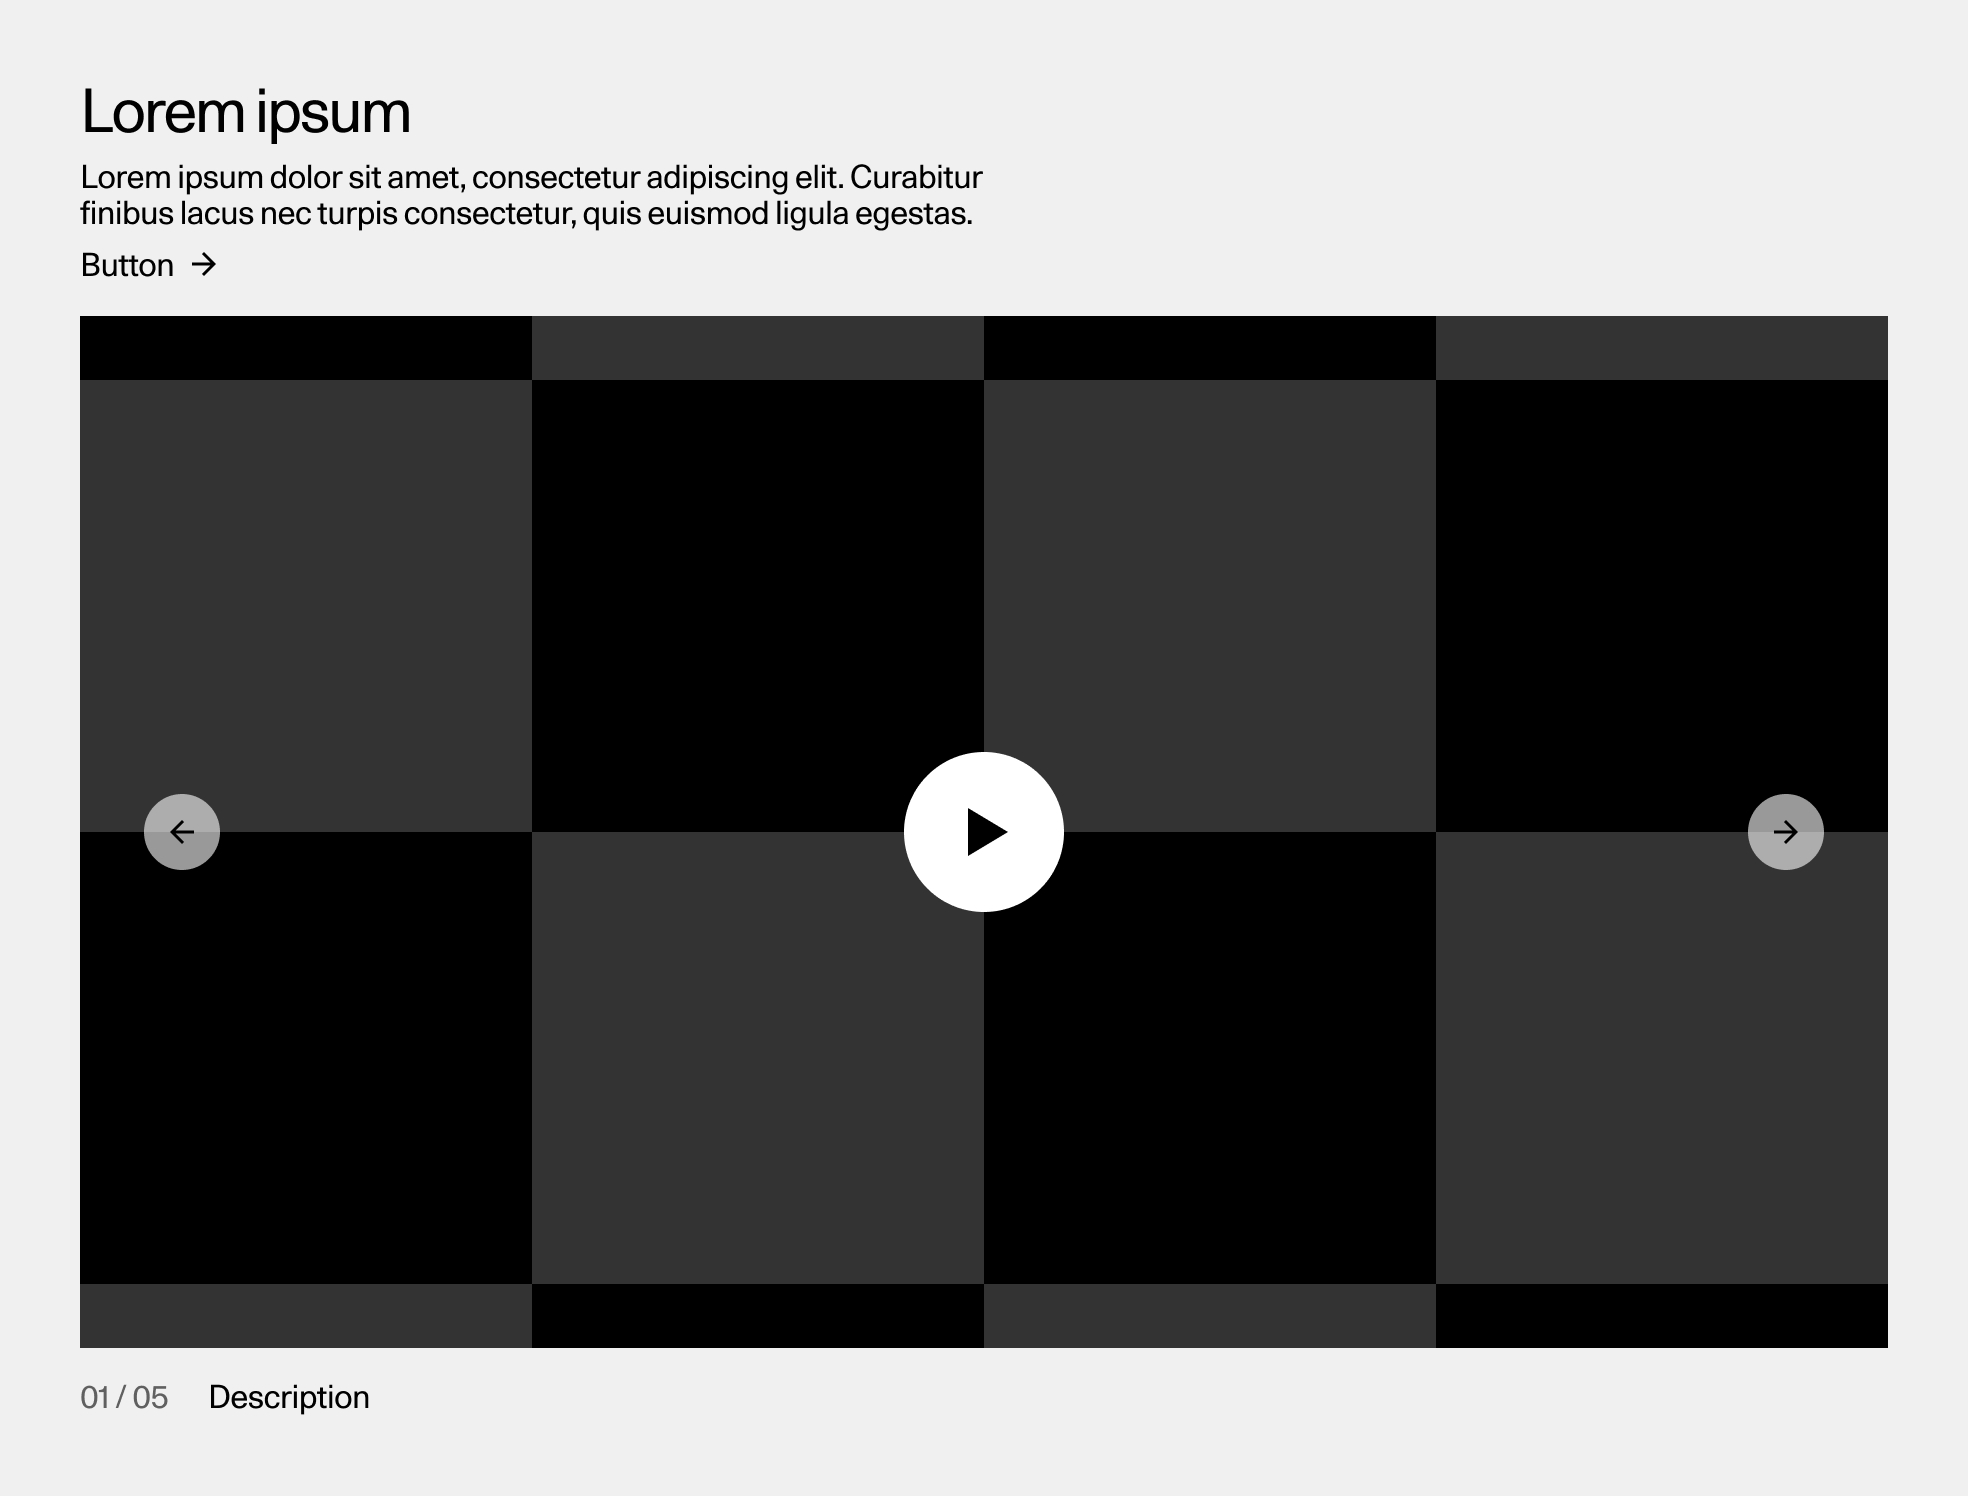 Lorem ipsum
Lorem ipsum dolor sit amet, consectetur adipiscing elit. Curabitur
finibus lacus nec turpis consectetur, quis euismod ligula egestas.
Button
01 / 05 Description